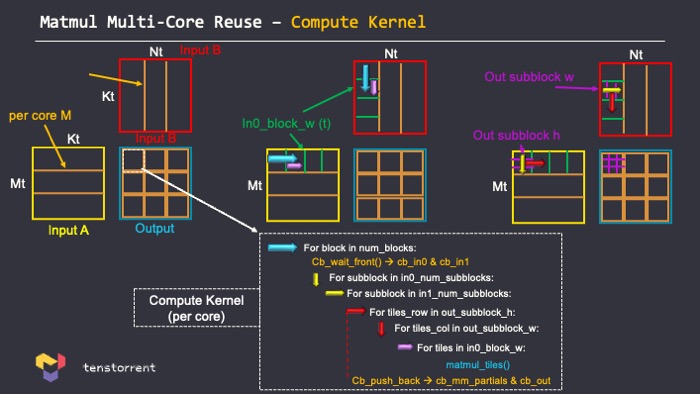 Matmul Multi-Core Reuse – Compute Kernel
Nt
Input B
Kt
per core M
Input B
Kt
Mt
Input A
Output
Nt
In0_block_w (t)
Mt
Nt
Out subblock w
Out subblock h
Mt
For block in num_blocks:
Cb_wait_front() → cb_in0 & cb_in1
For subblock in in0_num_subblocks:
For subblock in in1_num_subblocks:
For tiles_row in out_subblock_h:
For tiles_col in out_subblock_w:
For tiles in in0_block_w:
matmul_tiles()
Cb_push_back → cb_mm_partials & cb_out
Compute Kernel
(per core)
tenstorrent